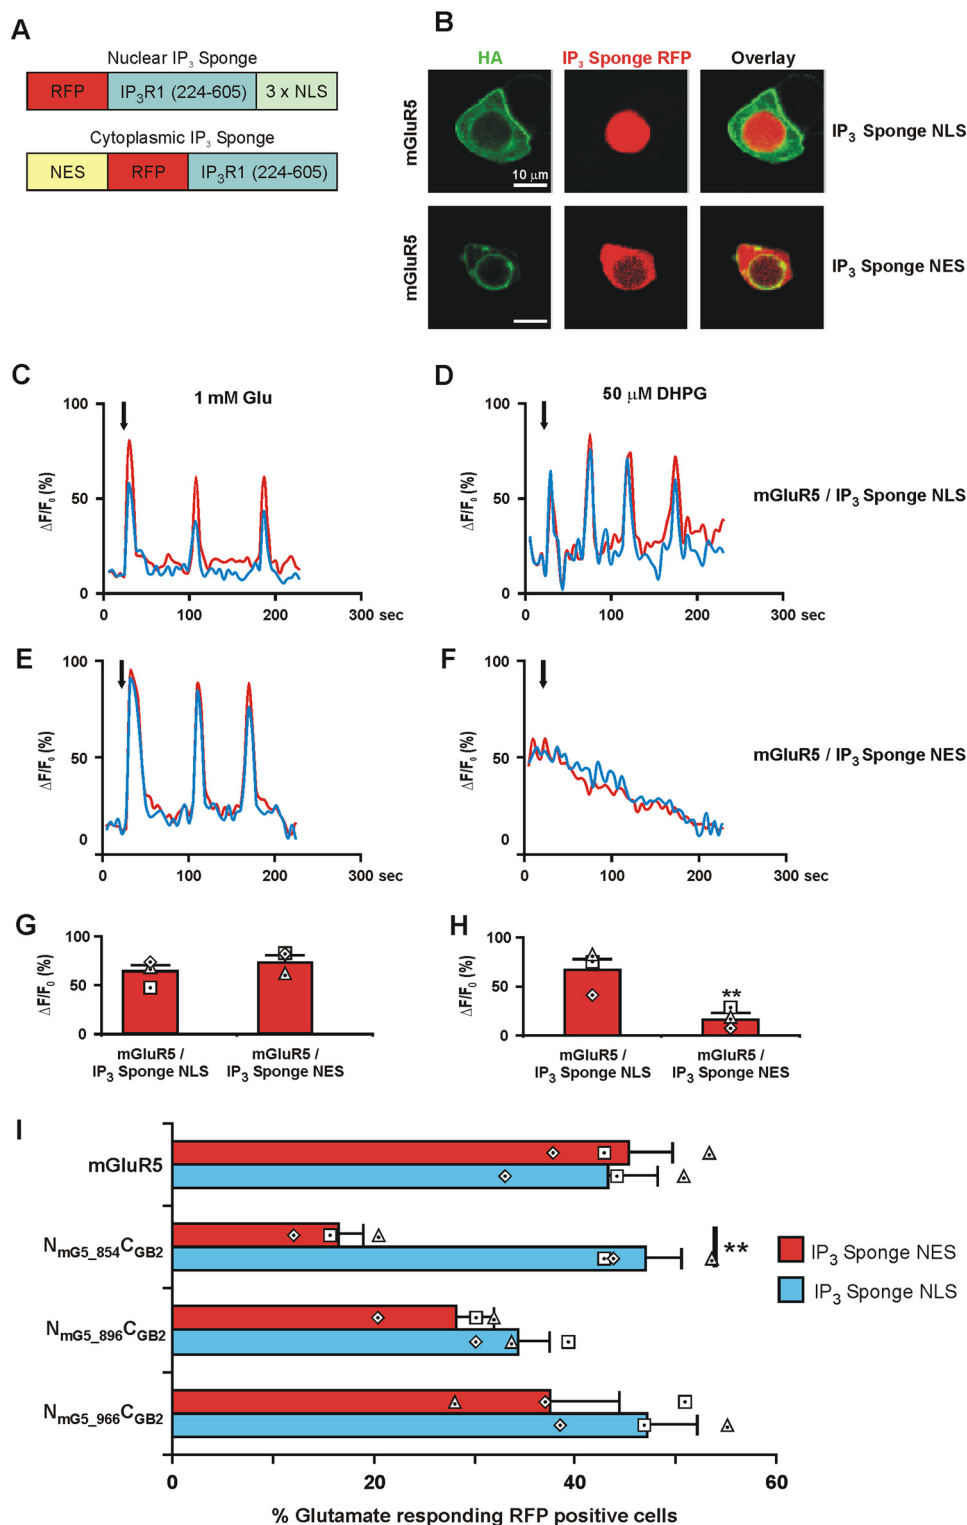 A
Nuclear IP3 Sponge
RFP IP3R1 (224-605) 3 x NLS
Cytoplasmic IP3 Sponge
NES RFP IP3R1 (224-605)
B
HA IP3 Sponge RFP Overlay
mGluR5 10 μm IP3 Sponge NLS
mGluR5 IP3 Sponge NES
C 1 mM Glu
ΔF/F0 (%)
100
50
0
0 100 200 300 sec
D 50 μM DHPG
ΔF/F0 (%)
100
50
0
0 100 200 300 sec
mGluR5 / IP3 Sponge NLS
E
ΔF/F0 (%)
100
50
0
0 100 200 300 sec
F
ΔF/F0 (%)
100
50
0
0 100 200 300 sec
mGluR5 / IP3 Sponge NES
G
ΔF/F0 (%)
100
50
0
mGluR5 / mGluR5 /
IP3 Sponge NLS IP3 Sponge NES
H
ΔF/F0 (%)
100
50
0
**
mGluR5 / mGluR5 /
IP3 Sponge NLS IP3 Sponge NES
I
mGluR5
NmG5_854CGB2
**
NmG5_896CGB2
NmG5_966CGB2
IP3 Sponge NES
IP3 Sponge NLS
0 20 40 60
% Glutamate responding RFP positive cells